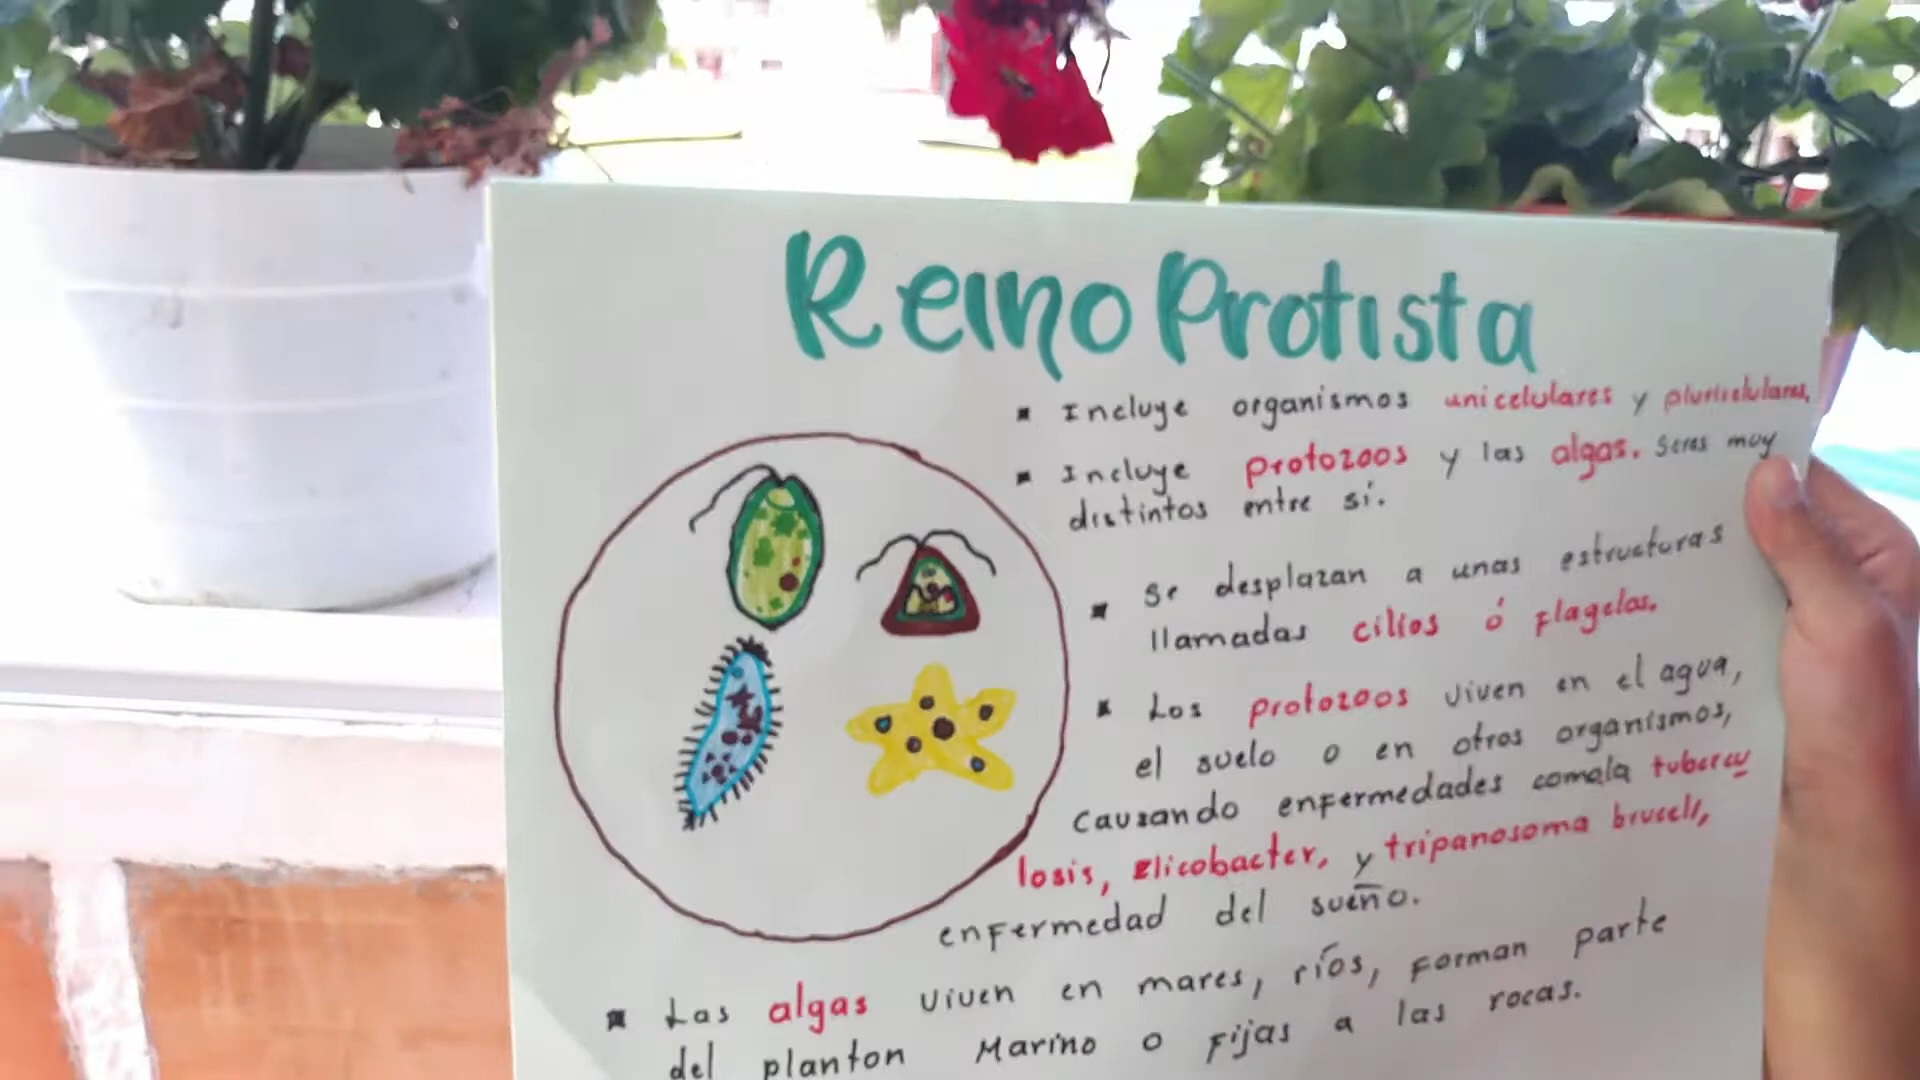 Reino Protista
▪ Incluye organismos unicelulares y pluricelulares,
▪ Incluye protozoos y las algas. Seres muy
distintos entre sí.
▪ Se desplazan a unas estructuras
llamadas cilios ó flagelos.
▪ Los protozoos viven en el agua,
el suelo o en otros organismos,
causando enfermedades como la tubercu
losis, Elicobacter, y tripanosoma brucell,
enfermedad del sueño.
▪ Las algas viven en mares, ríos, forman parte
del planton Marino o fijas a las rocas.